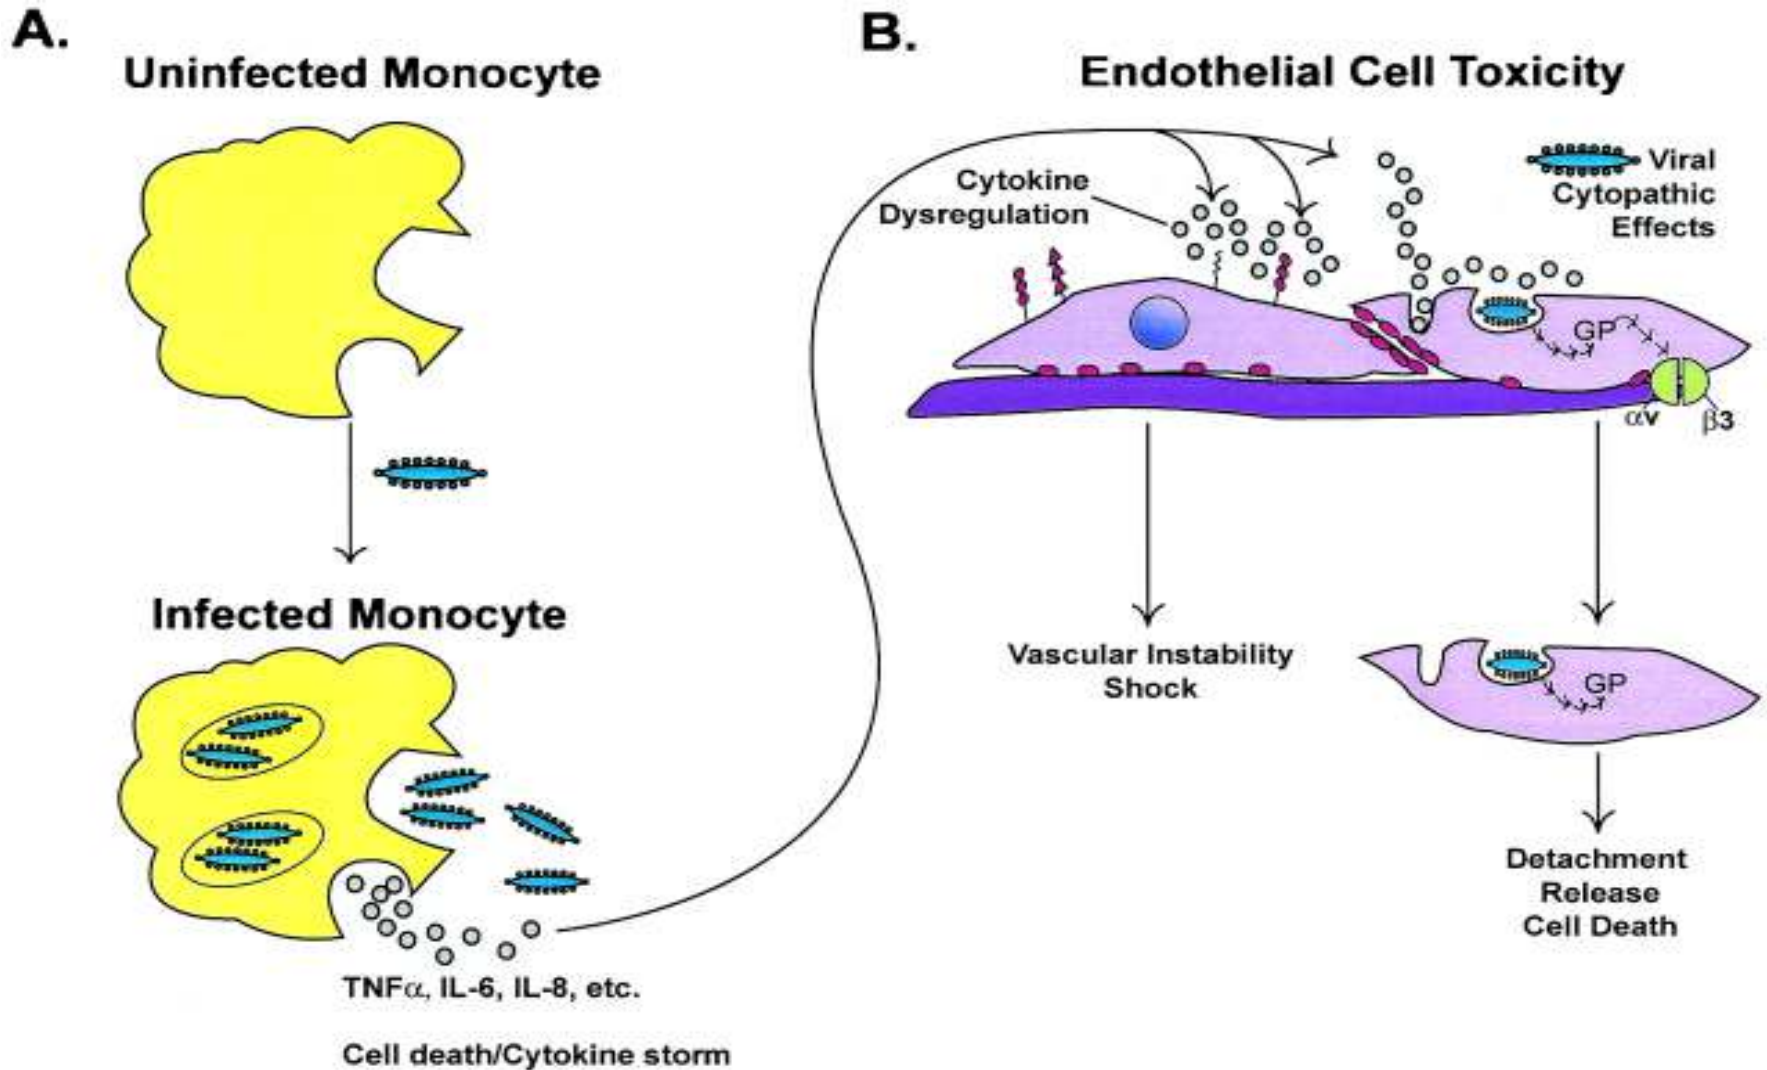 A.
Uninfected Monocyte
Infected Monocyte
TNFα, IL-6, IL-8, etc.
Cell death/Cytokine storm
B.
Endothelial Cell Toxicity
Cytokine
Dysregulation
Viral
Cytopathic
Effects
GP
αv
β3
Vascular Instability
Shock
GP
Detachment
Release
Cell Death